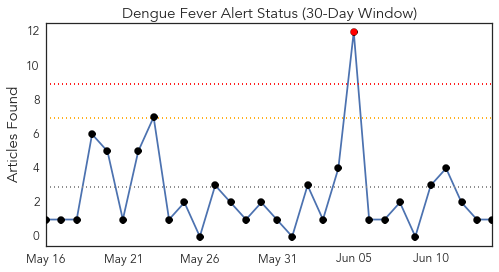 Dengue Fever Alert Status (30-Day Window)
Articles Found
12
10
8
6
4
2
0
May 16
May 21
May 26
May 31
Jun 05
Jun 10